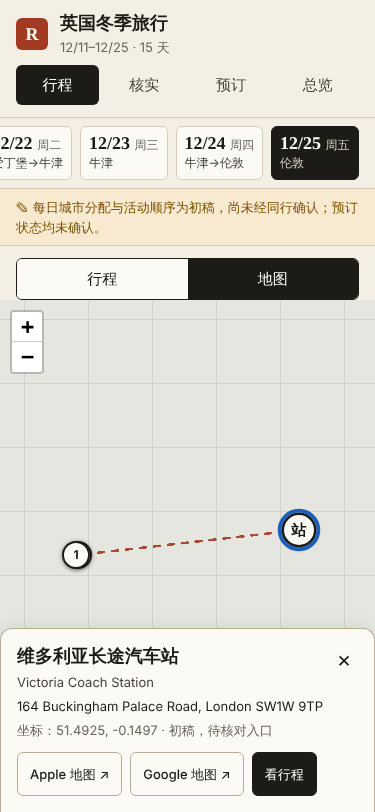 R
英国冬季旅行
12/11–12/25 · 15 天
行程 核实 预订 总览
2/22 周二
丁堡→牛津
12/23 周三
牛津
12/24 周四
牛津→伦敦
12/25 周五
伦敦
✎ 每日城市分配与活动顺序为初稿，尚未经同行确认；预订
状态均未确认。
行程 地图
+
−
1
站
维多利亚长途汽车站
✕
Victoria Coach Station
164 Buckingham Palace Road, London SW1W 9TP
坐标：51.4925, -0.1497 · 初稿，待核对入口
Apple 地图 ↗ Google 地图 ↗ 看行程